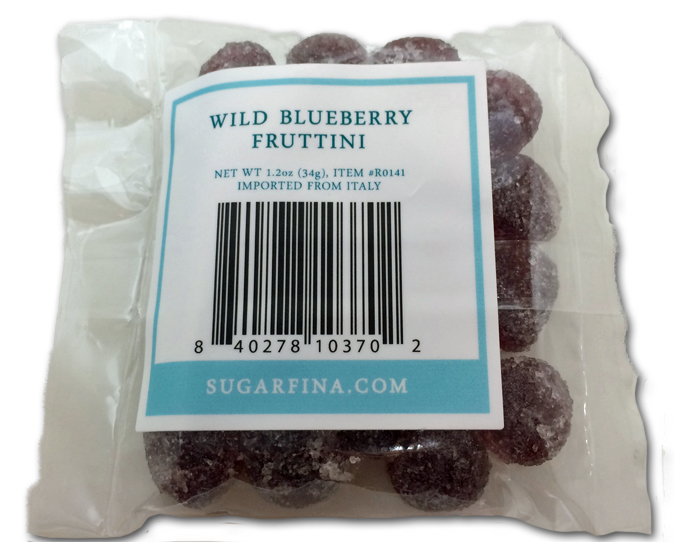 WILD BLUEBERRY
FRUTTINI
NET WT 1.2oz (34g), ITEM #R0141
IMPORTED FROM ITALY
8 40278 10370 2
SUGARFINA.COM